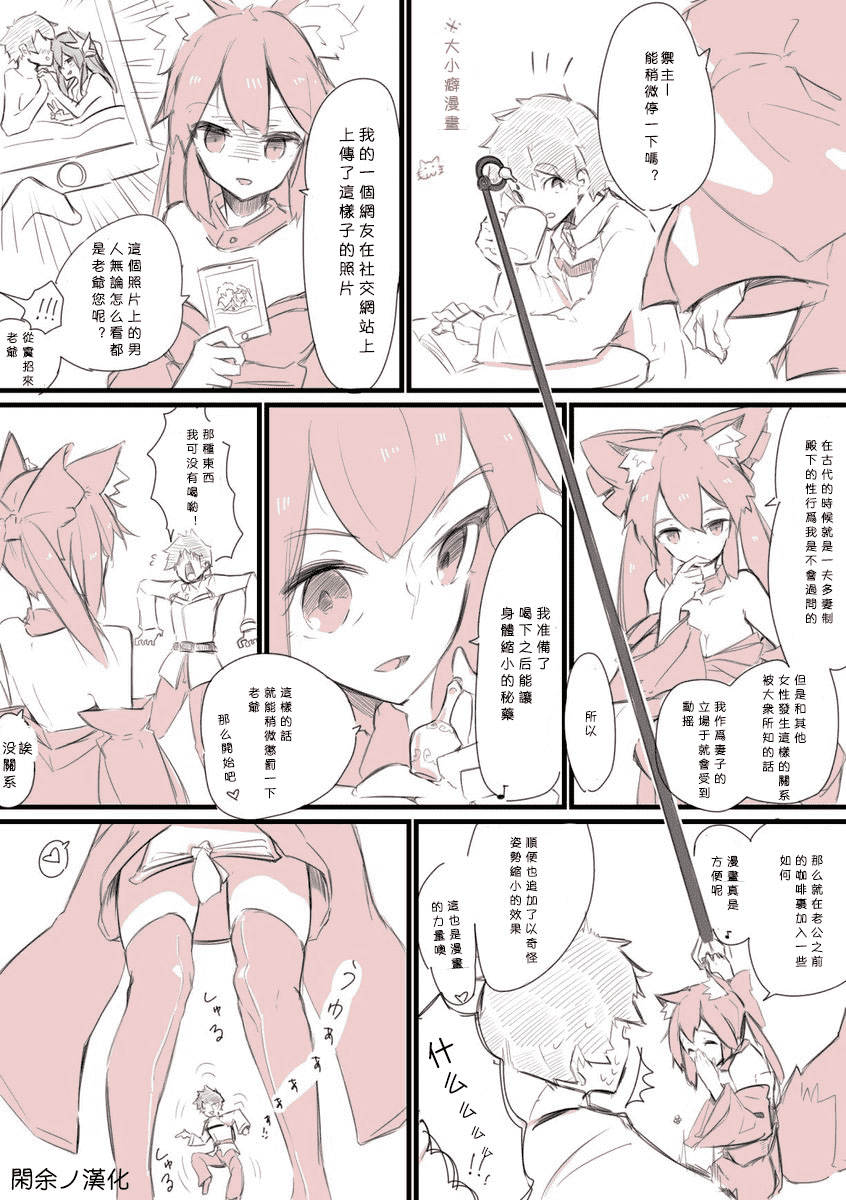 禦主—
能稍微停一下嗎？
※大小癖漫畫
我的一個網友在社交網站上
上傳了這樣子的照片
這個照片上的男
人無論怎么看都
是老爺您呢？
!!!
從實招來
老爺
在古代的時候就是一夫多妻制
殿下的性行爲我是不會過問的
但是和其他
女性發生這樣的關系
被大衆所知的話
我作爲妻子的
立場于就會受到
動摇
所以
我准備了
喝下之后能讓
身體縮小的秘藥
♪
這樣的話
就能稍微懲罰一下
老爺
那么開始吧
♡
那種東西
我可没有喝呦！
誒
没關系
那么就在老公之前
的咖啡裏加入一些
如何
漫畫真是
方便呢
♪
順便也追加了以奇怪
姿勢縮小的效果
這也是漫畫
的力量噢
♡
什么么么!!!
♡
うわぁぁぁぁぁ!!
しゅる
しゅる
閑余ノ漢化